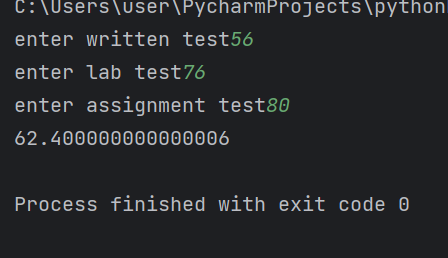 C:\Users\user\PycharmProjects\python
enter written test56
enter lab test76
enter assignment test80
62.400000000000006
Process finished with exit code 0